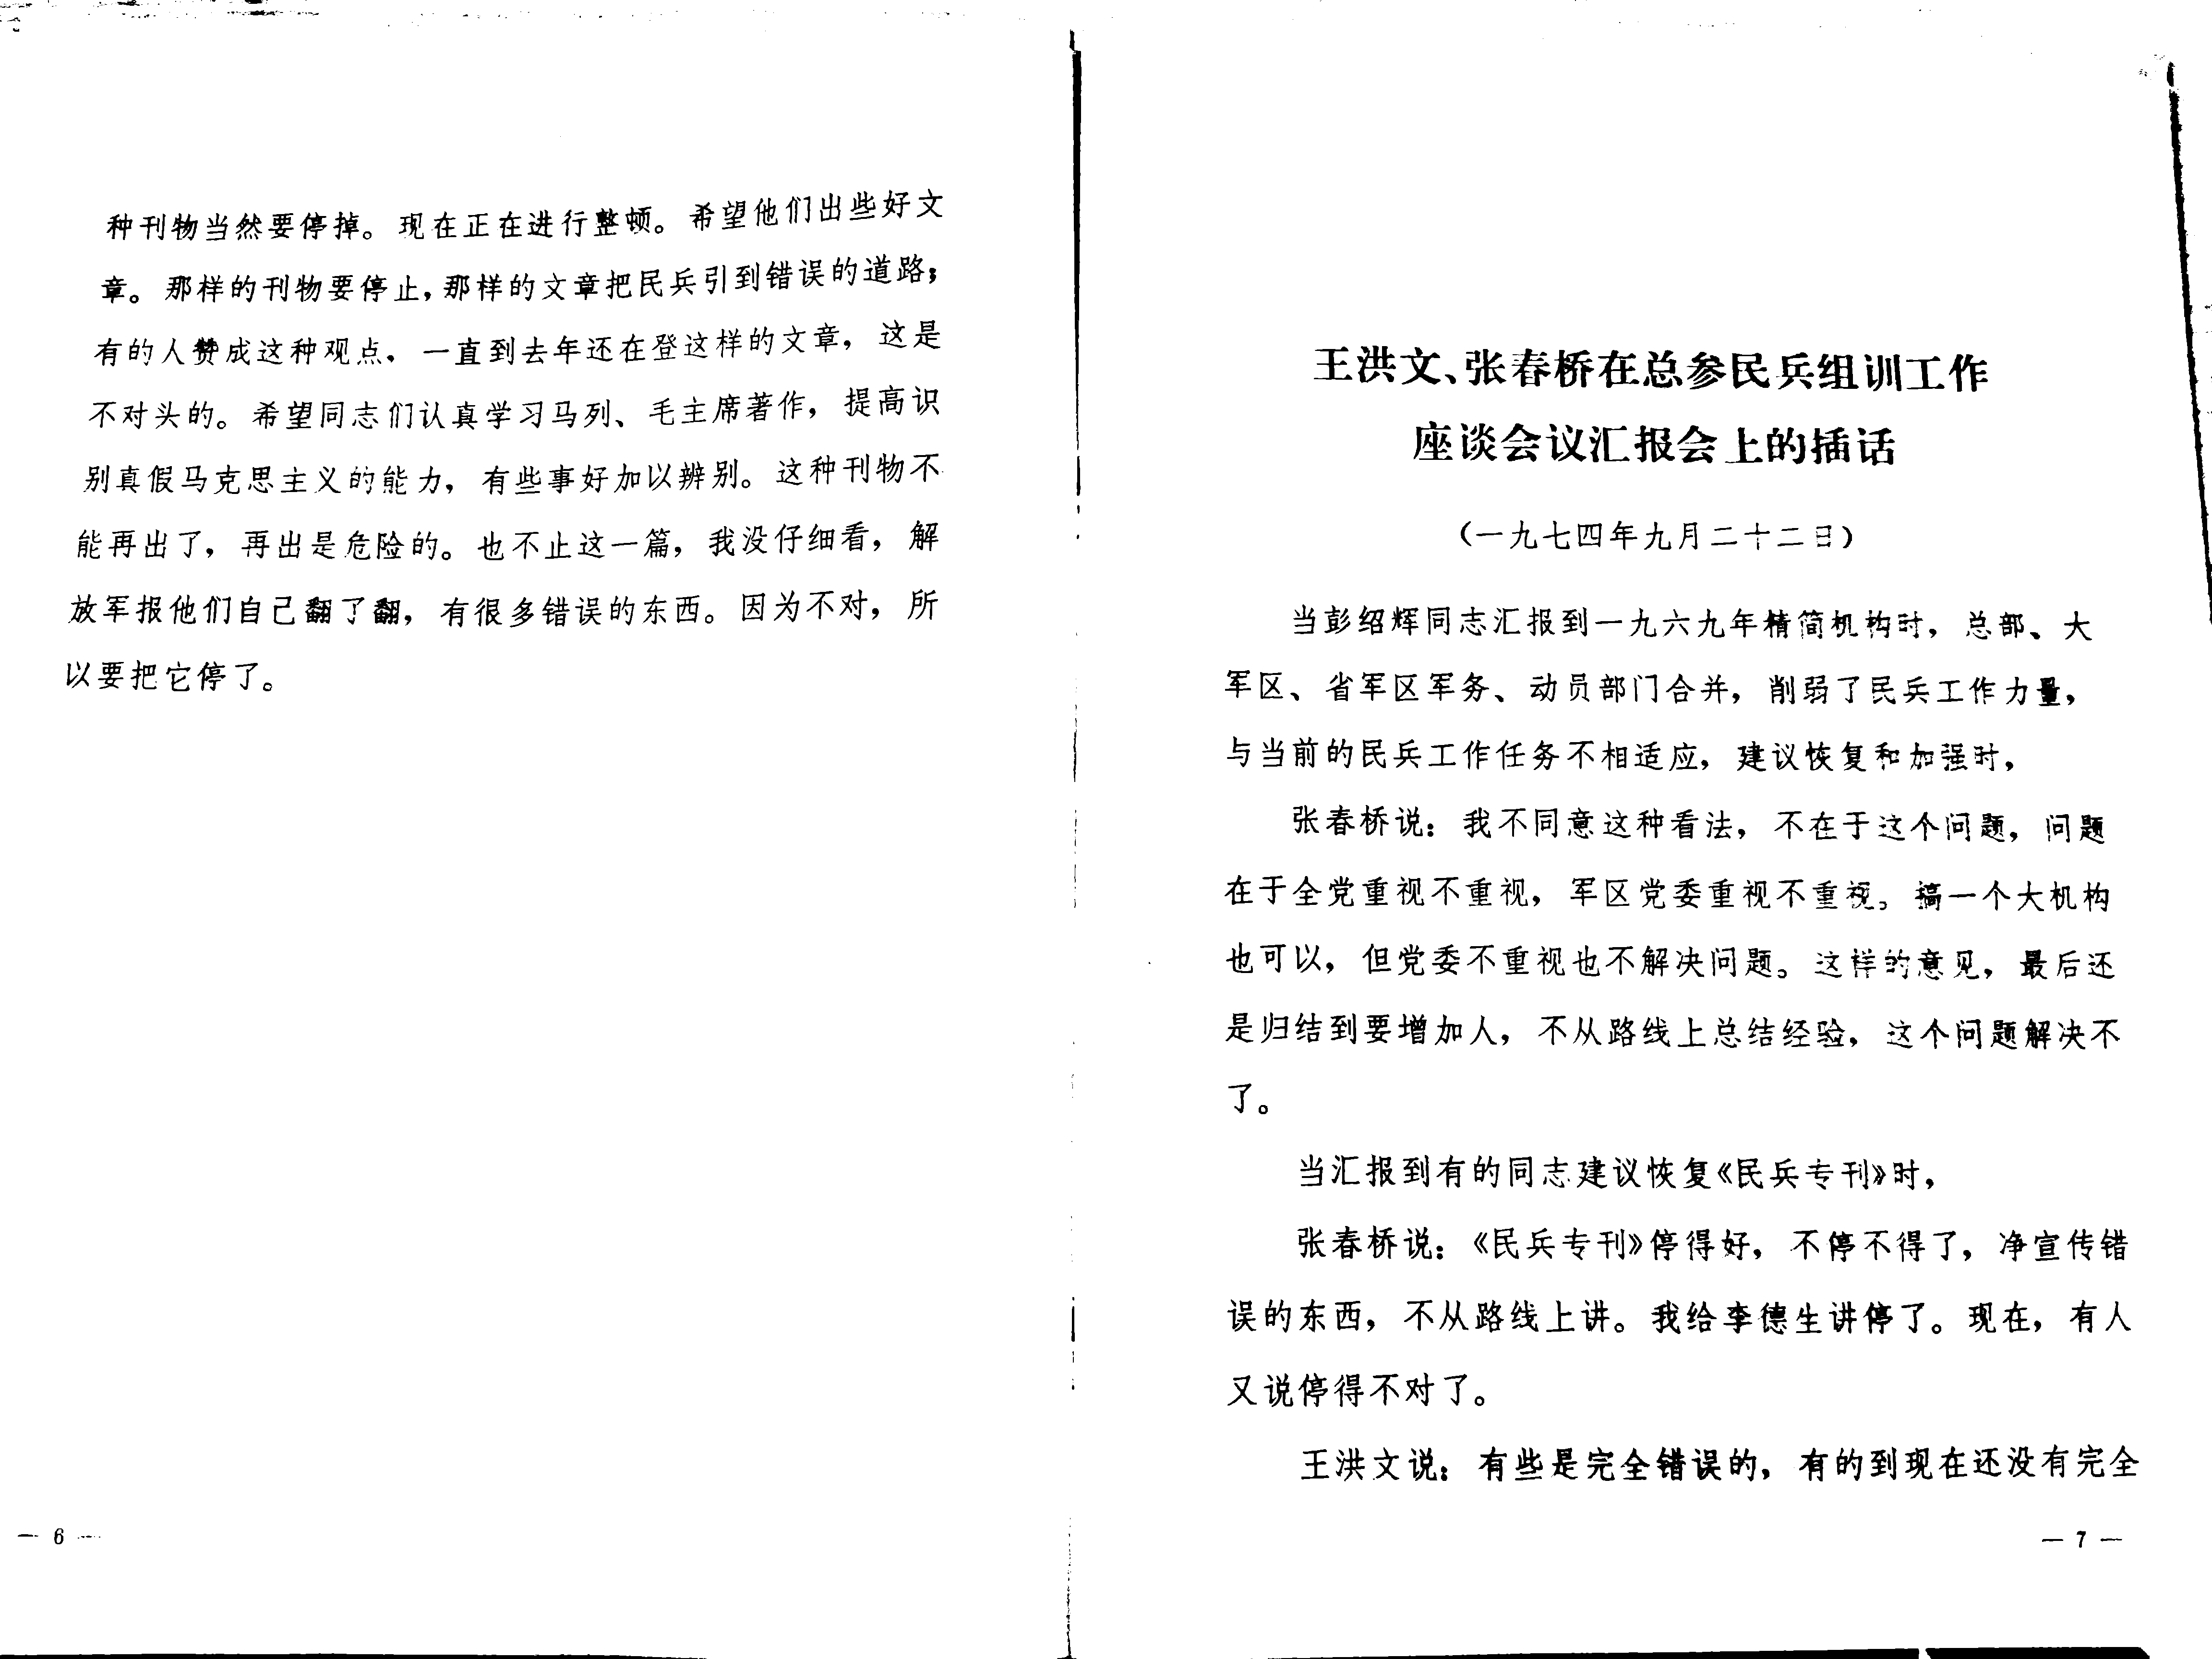 种刊物当然要停掉。现在正在进行整顿。希望他们出些好文
章。那样的刊物要停止，那样的文章把民兵引到错误的道路；
有的人赞成这种观点，一直到去年还在登这样的文章，这是
不对头的。希望同志们认真学习马列、毛主席著作，提高识
别真假马克思主义的能力，有些事好加以辨别。这种刊物不
能再出了，再出是危险的。也不止这一篇，我没仔细看，解
放军报他们自己翻了翻，有很多错误的东西。因为不对，所
以要把它停了。
— 6 —
王洪文、张春桥在总参民兵组训工作
座谈会议汇报会上的插话
（一九七四年九月二十二日）
当彭绍辉同志汇报到一九六九年精简机构时，总部、大
军区、省军区军务、动员部门合并，削弱了民兵工作力量，
与当前的民兵工作任务不相适应，建议恢复和加强时，
张春桥说：我不同意这种看法，不在于这个问题，问题
在于全党重视不重视，军区党委重视不重视。搞一个大机构
也可以，但党委不重视也不解决问题。这样的意见，最后还
是归结到要增加人，不从路线上总结经验，这个问题解决不
了。
当汇报到有的同志建议恢复《民兵专刊》时，
张春桥说：《民兵专刊》停得好，不停不得了，净宣传错
误的东西，不从路线上讲。我给李德生讲停了。现在，有人
又说停得不对了。
王洪文说：有些是完全错误的，有的到现在还没有完全
— 7 —